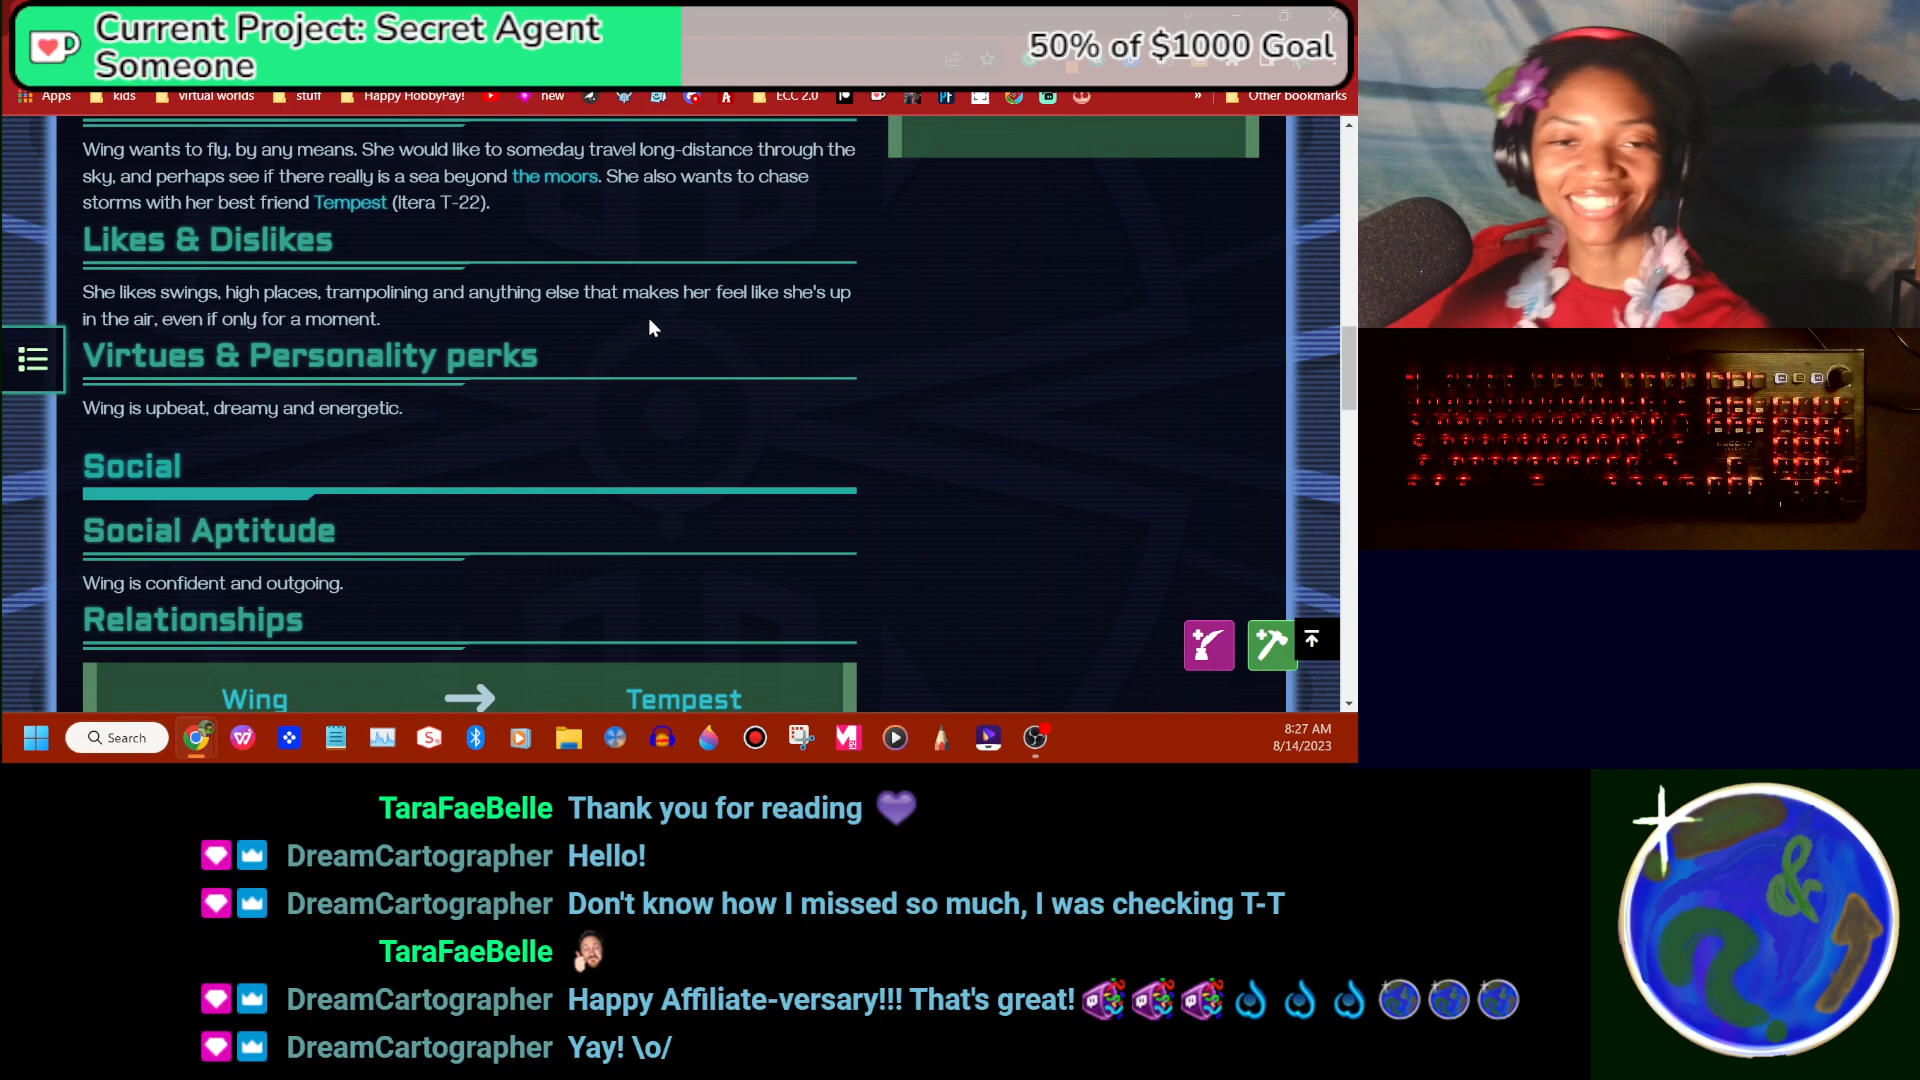 Current Project: Secret Agent
Someone
50% of $1000 Goal
Apps
kids
virtual worlds
stuff
Happy HobbyPay!
new
ECC 2.0
»
Other bookmarks
Wing wants to fly, by any means. She would like to someday travel long-distance through the
sky, and perhaps see if there really is a sea beyond the moors. She also wants to chase
storms with her best friend Tempest (Itera T-22).
Likes & Dislikes
She likes swings, high places, trampolining and anything else that makes her feel like she's up
in the air, even if only for a moment.
Virtues & Personality perks
Wing is upbeat, dreamy and energetic.
Social
Social Aptitude
Wing is confident and outgoing.
Relationships
Wing → Tempest
Search
8:27 AM
8/14/2023
TaraFaeBelle Thank you for reading 💜
DreamCartographer Hello!
DreamCartographer Don't know how I missed so much, I was checking T-T
TaraFaeBelle
DreamCartographer Happy Affiliate-versary!!! That's great!
DreamCartographer Yay! \o/
&